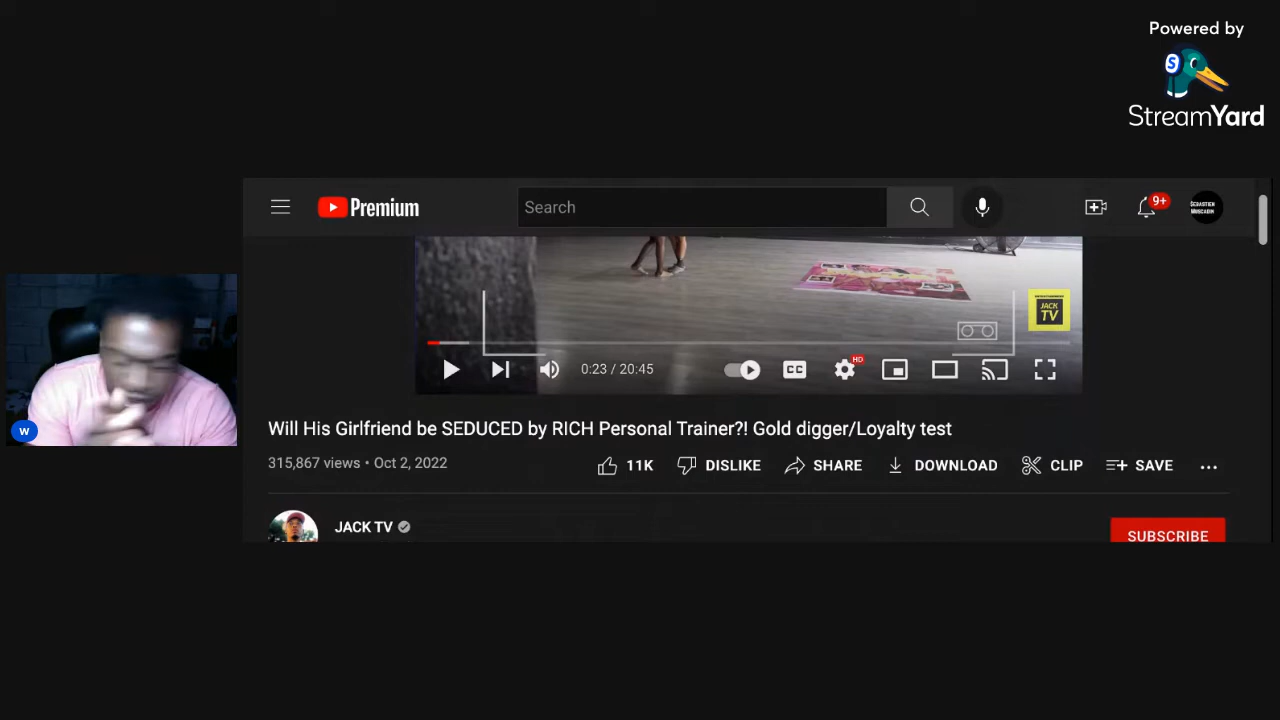 Powered by
S
StreamYard
Premium
Search
9+
SEBASTIEN
MUSCADIN
JACK
TV
0:23 / 20:45
CC
HD
Will His Girlfriend be SEDUCED by RICH Personal Trainer?! Gold digger/Loyalty test
315,867 views • Oct 2, 2022
11K DISLIKE SHARE DOWNLOAD CLIP SAVE ...
JACK TV
SUBSCRIBE
w